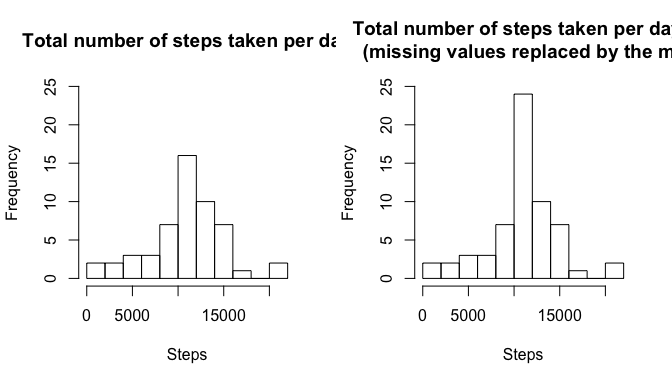 Total number of steps taken per da
Frequency
25
20
15
10
5
0
0 5000 15000
Steps
Total number of steps taken per da
(missing values replaced by the m
Frequency
25
20
15
10
5
0
0 5000 15000
Steps